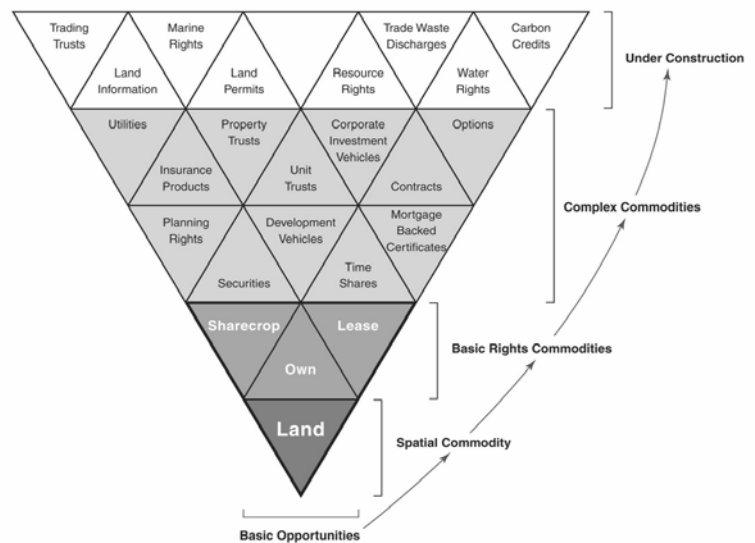 Trading
Trusts
Marine
Rights
Trade Waste
Discharges
Carbon
Credits
Under Construction
Land
Information
Land
Permits
Resource
Rights
Water
Rights
Utilities
Property
Trusts
Corporate
Investment
Vehicles
Options
Insurance
Products
Unit
Trusts
Contracts
Complex Commodities
Planning
Rights
Development
Vehicles
Mortgage
Backed
Certificates
Securities
Time
Shares
Sharecrop
Lease
Basic Rights Commodities
Own
Land
Spatial Commodity
Basic Opportunities